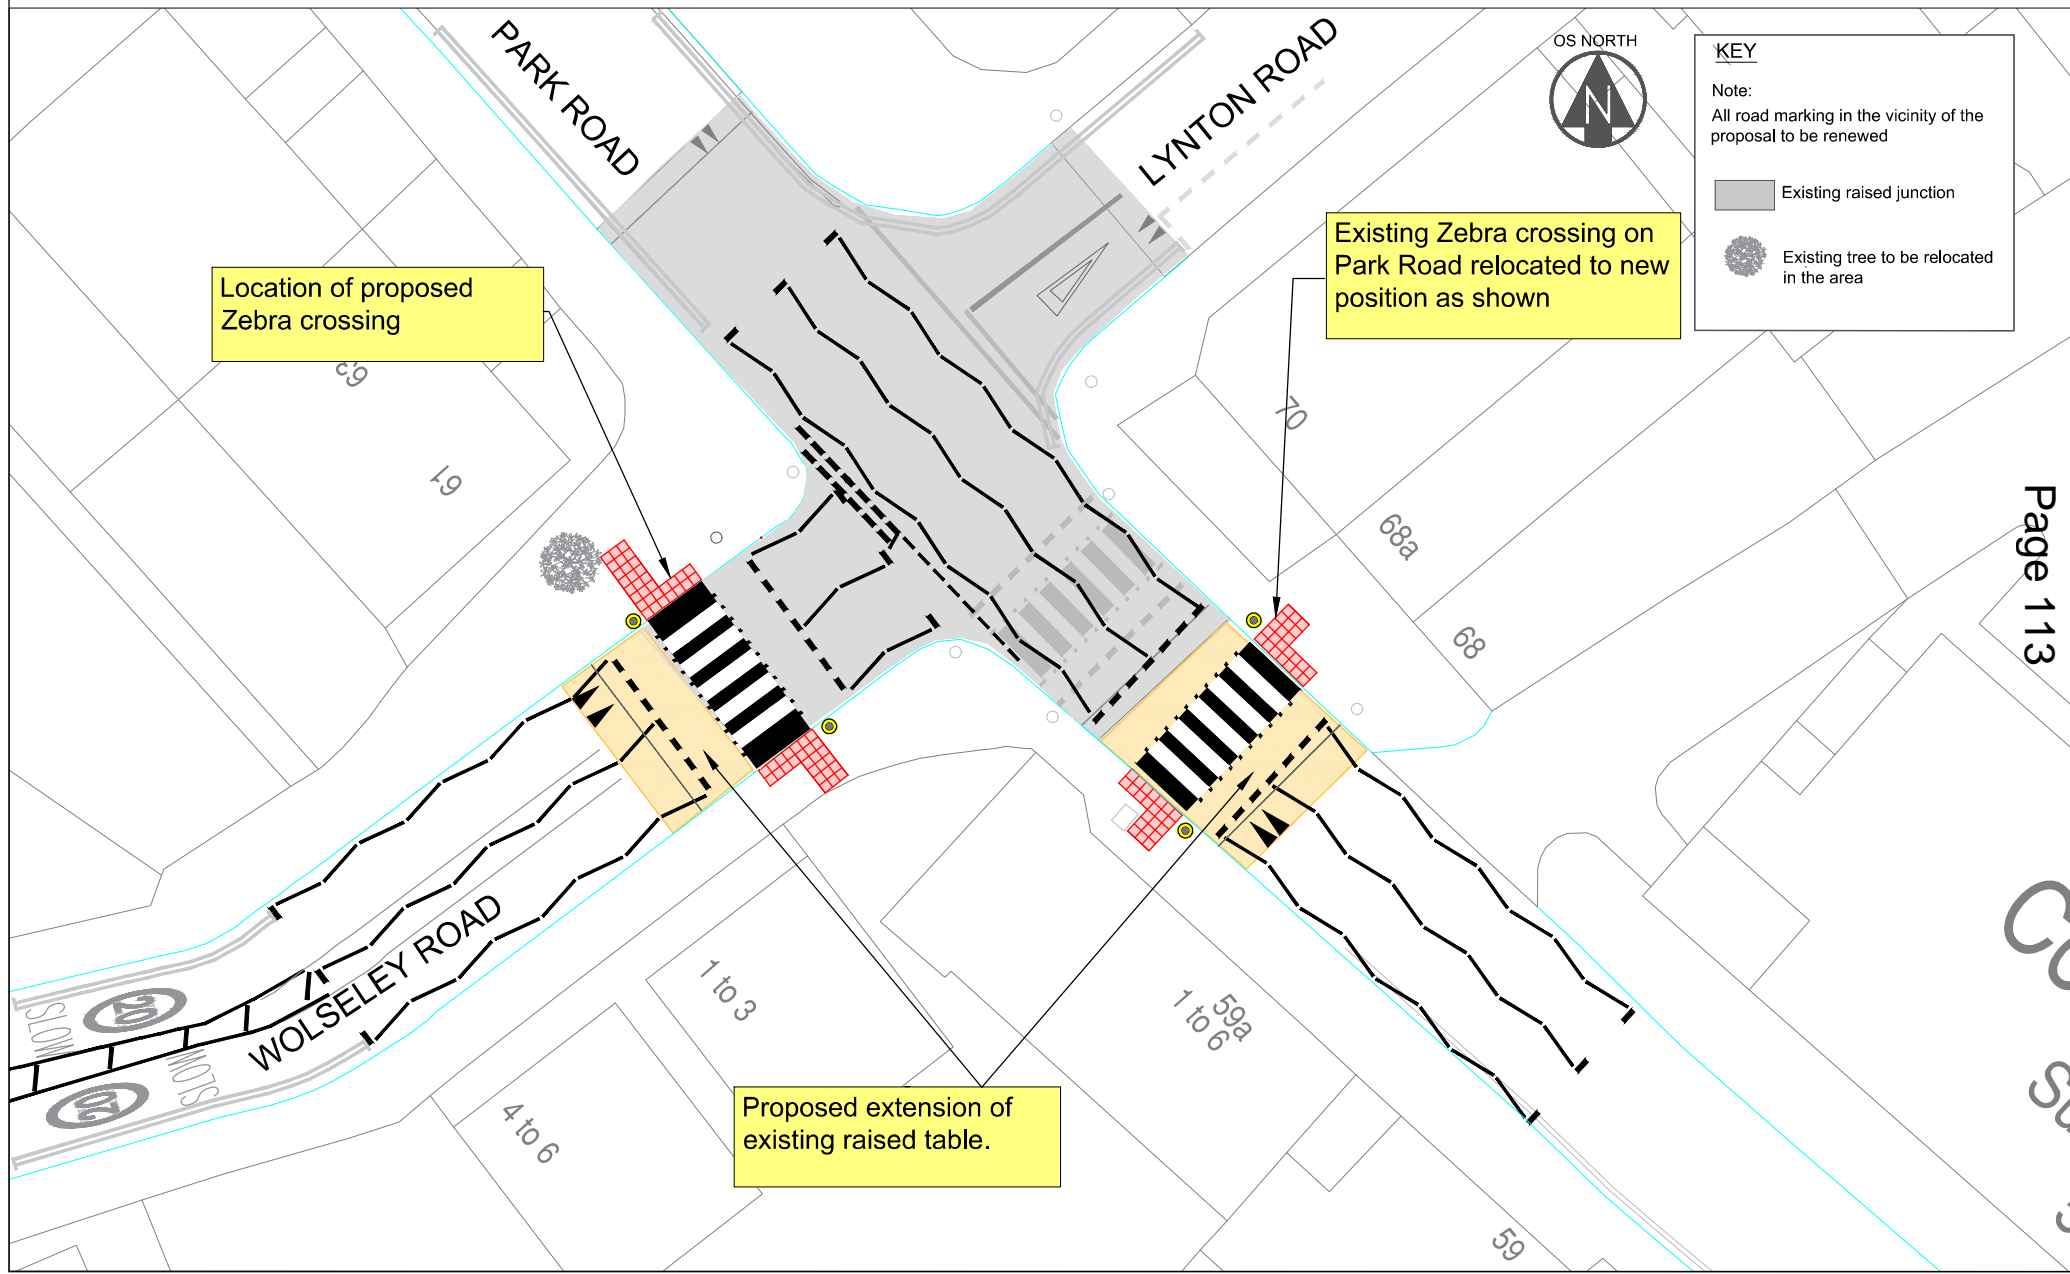 PARK ROAD
LYNTON ROAD
OS NORTH
N
KEY
Note:
All road marking in the vicinity of the
proposal to be renewed
Existing raised junction
Existing tree to be relocated
in the area
Existing Zebra crossing on
Park Road relocated to new
position as shown
Location of proposed
Zebra crossing
63
61
70
68a
68
Page 113
WOLSELEY ROAD
SLOW
20
SLOW
20
1 to 3
4 to 6
59a
1 to 6
59
Proposed extension of
existing raised table.
Co
Su